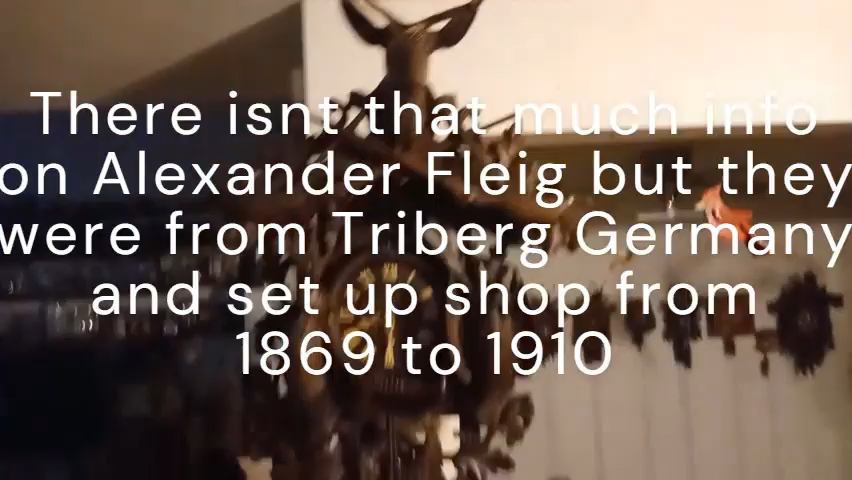 There isnt that much info
on Alexander Fleig but they
were from Triberg Germany
and set up shop from
1869 to 1910